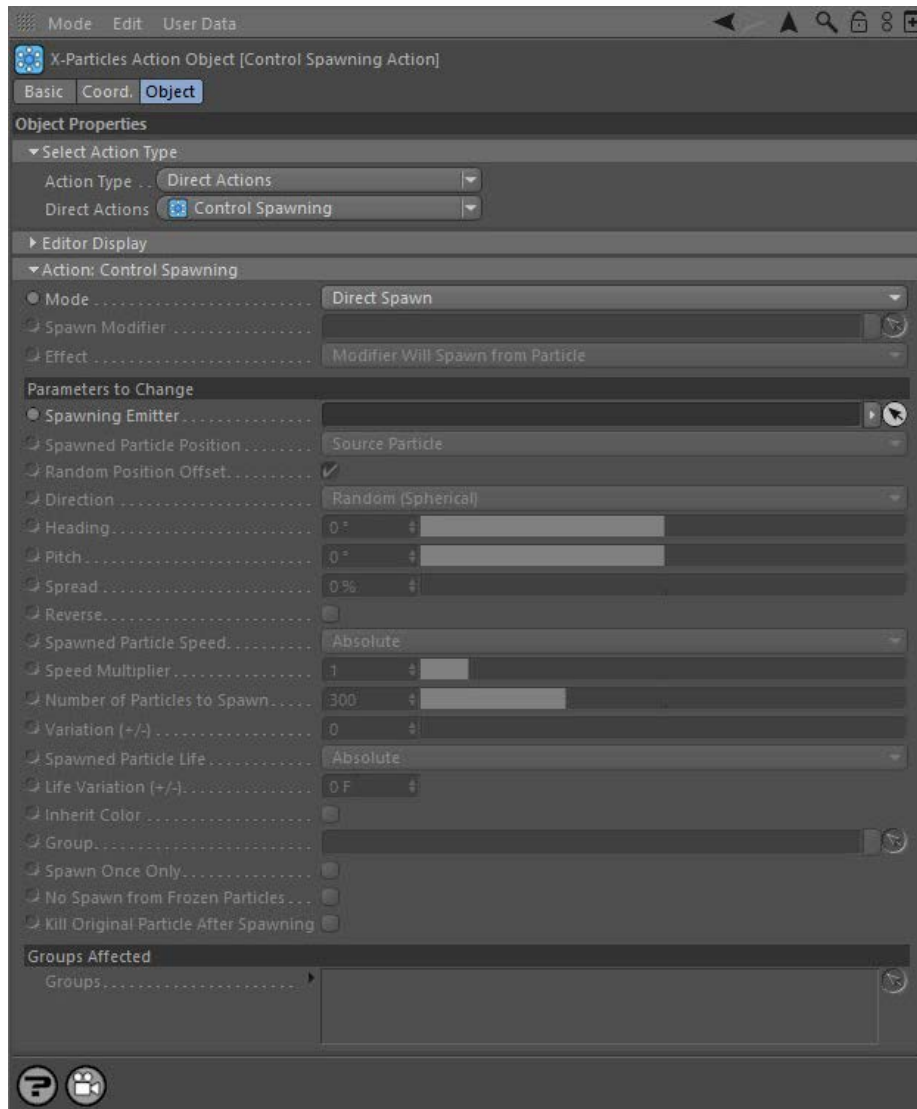 Mode Edit User Data
X-Particles Action Object [Control Spawning Action]
Basic Coord. Object
Object Properties
Select Action Type
Action Type . . Direct Actions
Direct Actions Control Spawning
Editor Display
Action: Control Spawning
Mode . . . . . . . . . . . . . . . . . . . . . . . . Direct Spawn
Spawn Modifier . . . . . . . . . . . . . . .
Effect . . . . . . . . . . . . . . . . . . . . . . . Modifier Will Spawn from Particle
Parameters to Change
Spawning Emitter . . . . . . . . . . . . . .
Spawned Particle Position . . . . . . . Source Particle
Random Position Offset. . . . . . . . . .
Direction . . . . . . . . . . . . . . . . . . . . Random (Spherical)
Heading . . . . . . . . . . . . . . . . . . . . . 0 °
Pitch . . . . . . . . . . . . . . . . . . . . . . . . 0 °
Spread . . . . . . . . . . . . . . . . . . . . . . 0 %
Reverse. . . . . . . . . . . . . . . . . . . . . .
Spawned Particle Speed. . . . . . . . . . Absolute
Speed Multiplier . . . . . . . . . . . . . . . 1
Number of Particles to Spawn . . . . . 300
Variation (+/-) . . . . . . . . . . . . . . . . . 0
Spawned Particle Life . . . . . . . . . . . . Absolute
Life Variation (+/-). . . . . . . . . . . . . . . 0 F
Inherit Color . . . . . . . . . . . . . . . . . .
Group. . . . . . . . . . . . . . . . . . . . . . .
Spawn Once Only. . . . . . . . . . . . . . .
No Spawn from Frozen Particles . . .
Kill Original Particle After Spawning
Groups Affected
Groups. . . . . . . . . . . . . . . . . . . . . .